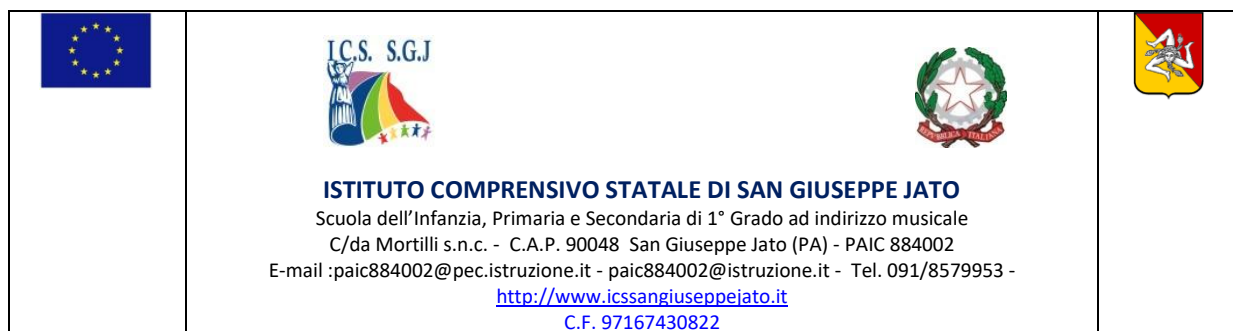 I.C.S. S.G.J
REPVBBLICA ITALIANA
ISTITUTO COMPRENSIVO STATALE DI SAN GIUSEPPE JATO
Scuola dell’Infanzia, Primaria e Secondaria di 1° Grado ad indirizzo musicale
C/da Mortilli s.n.c. - C.A.P. 90048 San Giuseppe Jato (PA) - PAIC 884002
E-mail :paic884002@pec.istruzione.it - paic884002@istruzione.it - Tel. 091/8579953 -
http://www.icssangiuseppejato.it
C.F. 97167430822